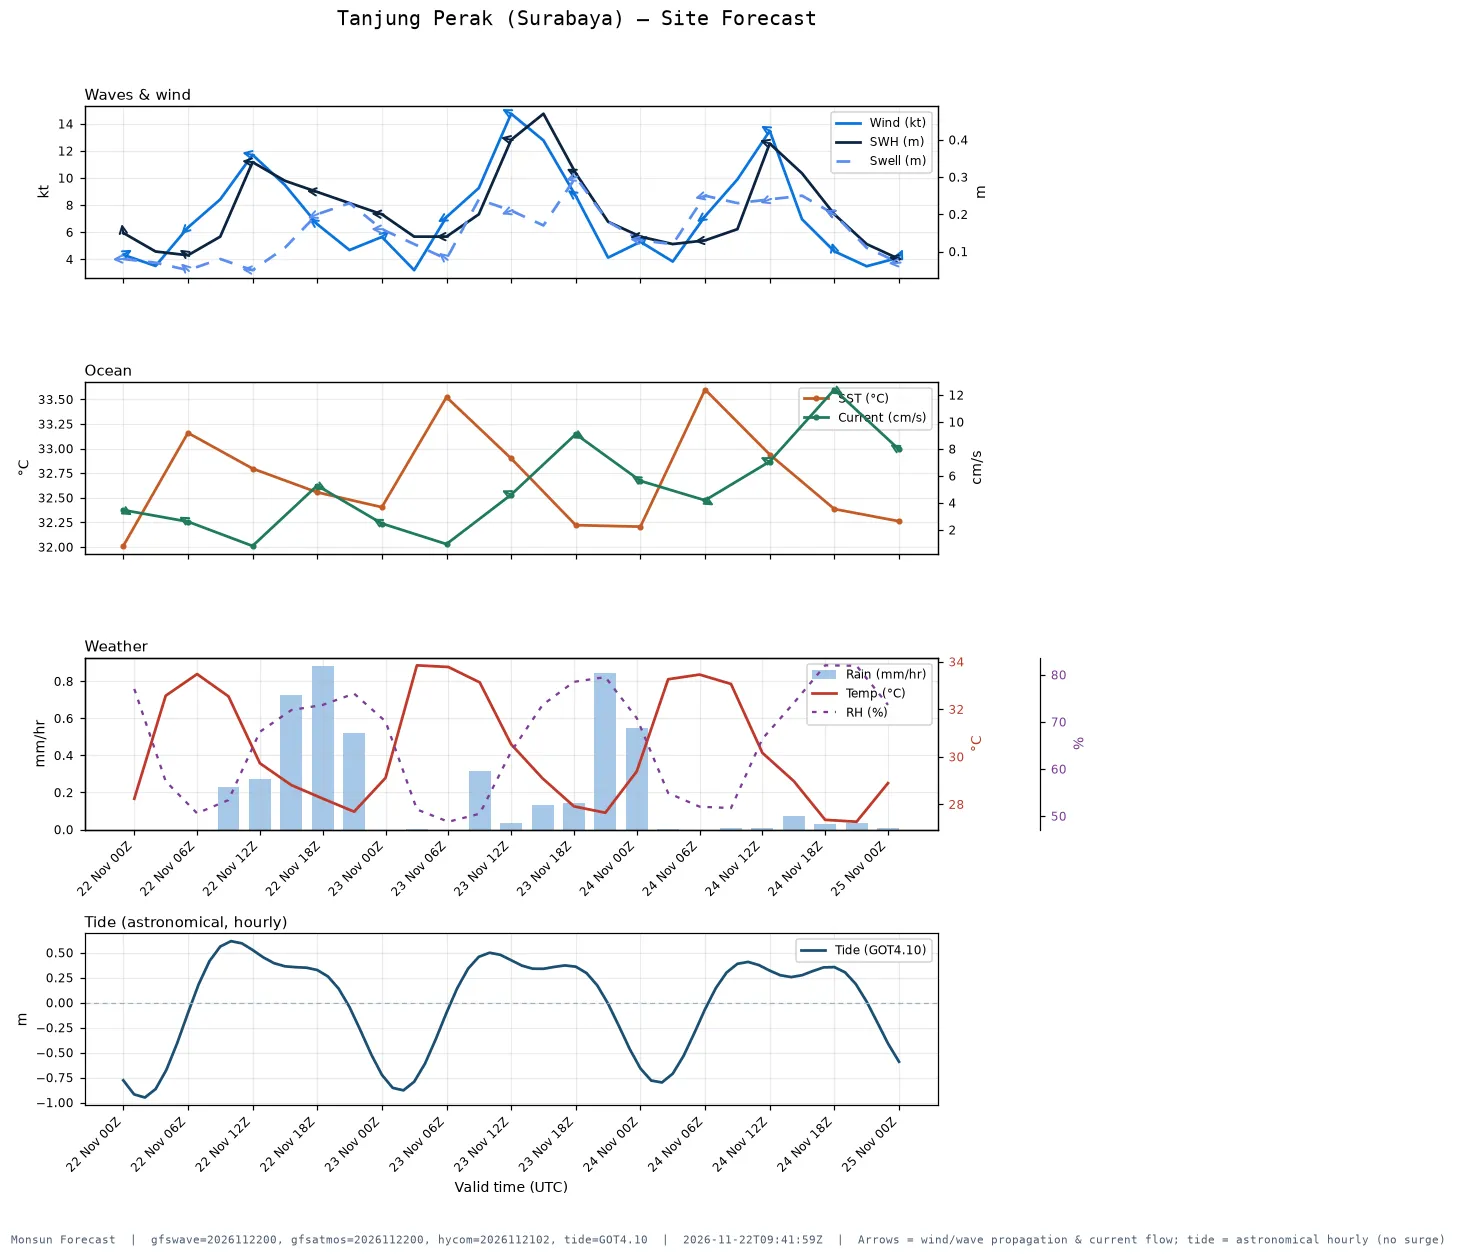 Tanjung Perak (Surabaya) — Site Forecast
Waves & wind
14
12
10
8
6
4
kt
Wind (kt)
SWH (m)
Swell (m)
0.4
0.3
0.2
0.1
m
Ocean
33.50
33.25
33.00
32.75
32.50
32.25
32.00
°C
SST (°C)
Current (cm/s)
12
10
8
6
4
2
cm/s
Weather
0.8
0.6
0.4
0.2
0.0
mm/hr
Rain (mm/hr)
Temp (°C)
RH (%)
34
32
30
28
°C
80
70
60
50
%
22 Nov 00Z
22 Nov 06Z
22 Nov 12Z
22 Nov 18Z
23 Nov 00Z
23 Nov 06Z
23 Nov 12Z
23 Nov 18Z
24 Nov 00Z
24 Nov 06Z
24 Nov 12Z
24 Nov 18Z
25 Nov 00Z
Tide (astronomical, hourly)
0.50
0.25
0.00
−0.25
−0.50
−0.75
−1.00
m
Tide (GOT4.10)
22 Nov 00Z
22 Nov 06Z
22 Nov 12Z
22 Nov 18Z
23 Nov 00Z
23 Nov 06Z
23 Nov 12Z
23 Nov 18Z
24 Nov 00Z
24 Nov 06Z
24 Nov 12Z
24 Nov 18Z
25 Nov 00Z
Valid time (UTC)
Monsun Forecast | gfswave=2026112200, gfsatmos=2026112200, hycom=2026112102, tide=GOT4.10 | 2026-11-22T09:41:59Z | Arrows = wind/wave propagation & current flow; tide = astronomical hourly (no surge)